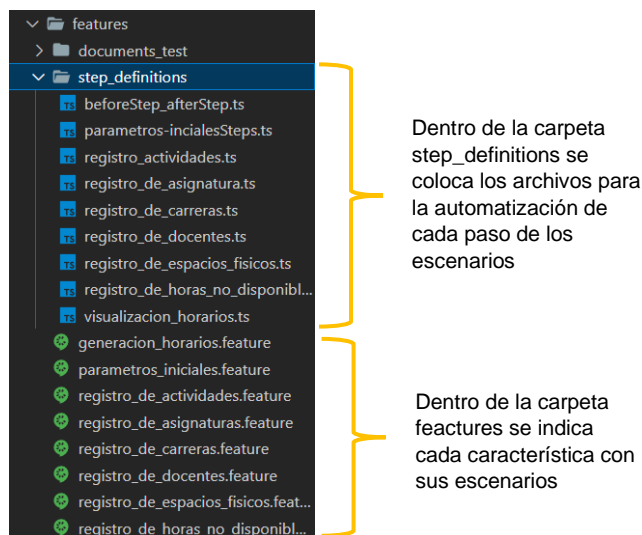 features
documents_test
step_definitions
TS beforeStep_afterStep.ts
TS parametros-incialesSteps.ts
TS registro_actividades.ts
TS registro_de_asignatura.ts
TS registro_de_carreras.ts
TS registro_de_docentes.ts
TS registro_de_espacios_fisicos.ts
TS registro_de_horas_no_disponibl...
TS visualizacion_horarios.ts
generacion_horarios.feature
parametros_iniciales.feature
registro_de_actividades.feature
registro_de_asignaturas.feature
registro_de_carreras.feature
registro_de_docentes.feature
registro_de_espacios_fisicos.feat...
registro_de_horas_no_disponibl...
Dentro de la carpeta
step_definitions se
coloca los archivos para
la automatización de
cada paso de los
escenarios
Dentro de la carpeta
feactures se indica
cada característica con
sus escenarios